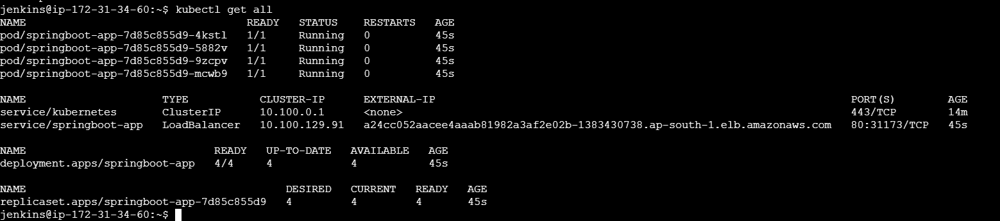 jenkins@ip-172-31-34-60:~$ kubectl get all
NAME                                READY   STATUS    RESTARTS   AGE
pod/springboot-app-7d85c855d9-4kstl   1/1     Running   0          45s
pod/springboot-app-7d85c855d9-5882v   1/1     Running   0          45s
pod/springboot-app-7d85c855d9-9zcpv   1/1     Running   0          45s
pod/springboot-app-7d85c855d9-mcwb9   1/1     Running   0          45s
NAME                     TYPE           CLUSTER-IP      EXTERNAL-IP                                                                PORT(S)        AGE
service/kubernetes       ClusterIP      10.100.0.1      <none>                                                                     443/TCP        14m
service/springboot-app   LoadBalancer   10.100.129.91   a24cc052aacee4aaab81982a3af2e02b-1383430738.ap-south-1.elb.amazonaws.com   80:31173/TCP   45s
NAME                             READY   UP-TO-DATE   AVAILABLE   AGE
deployment.apps/springboot-app   4/4     4            4           45s
NAME                                        DESIRED   CURRENT   READY   AGE
replicaset.apps/springboot-app-7d85c855d9   4         4         4       45s
jenkins@ip-172-31-34-60:~$